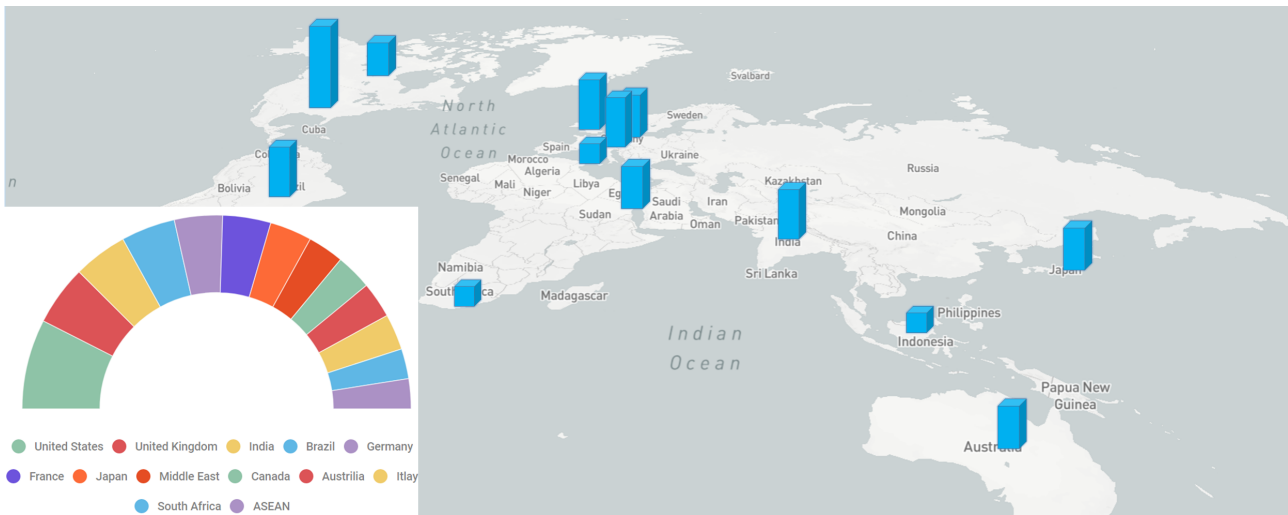 Svalbard
North
Atlantic
Ocean
Sweden
Cuba
Spain
Ukraine
Morocco
Algeria
Russia
Senegal
Mali
Libya
Niger
Iran
Kazakhstan
Bolivia
Saudi
Arabia
Sudan
Oman
Pakistan
Mongolia
China
India
Namibia
Sri Lanka
Japan
Madagascar
Philippines
Indian
Ocean
Indonesia
Papua New
Guinea
Australia
United States United Kingdom India Brazil Germany
France Japan Middle East Canada Austrilia Itlay
South Africa ASEAN